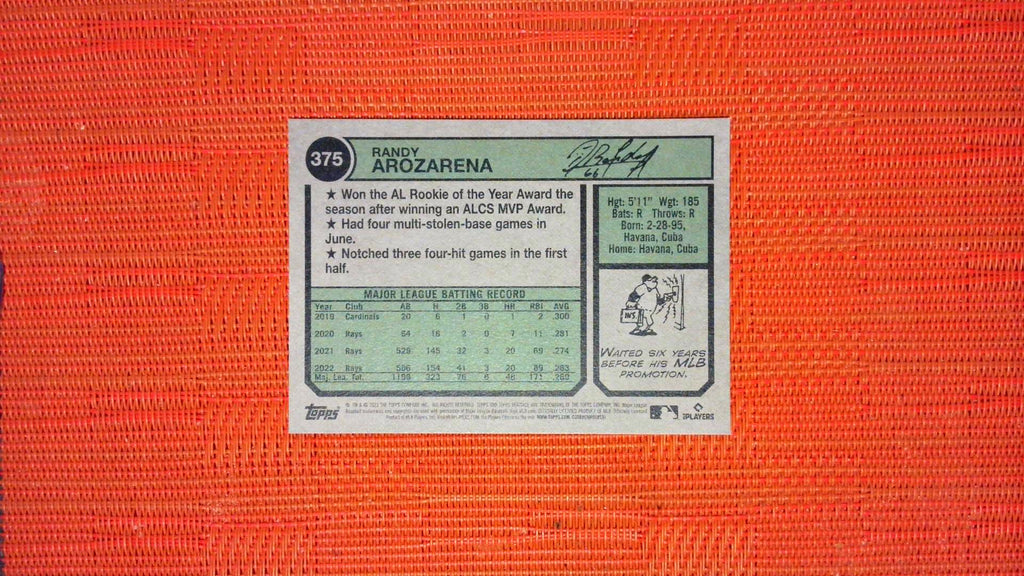 375
RANDY
AROZARENA
★ Won the AL Rookie of the Year Award the
season after winning an ALCS MVP Award.
★ Had four multi-stolen-base games in
June.
★ Notched three four-hit games in the first
half.
Hgt: 5'11" Wgt: 185
Bats: R Throws: R
Born: 2-28-95,
Havana, Cuba
Home: Havana, Cuba
MAJOR LEAGUE BATTING RECORD
Year Club AB H 2B 3B HR RBI AVG
2019 Cardinals 20 6 1 0 1 2 .300
2020 Rays 64 18 2 0 7 11 .281
2021 Rays 529 145 32 3 20 69 .274
2022 Rays 586 154 41 3 20 89 .263
Maj. Lea. Tot. 323 76 6 48 171
INS.
WAITED SIX YEARS
BEFORE HIS MLB
PROMOTION.
Topps
PLAYERS